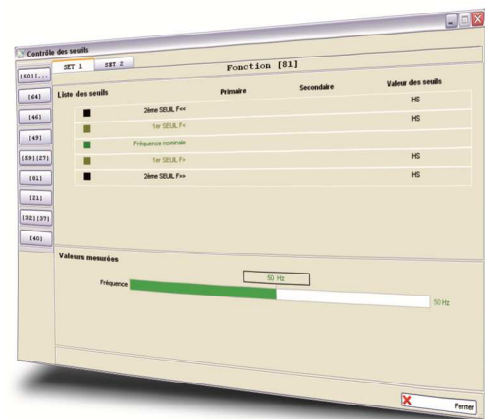 Contrôle des seuils
SET 1 SET 2
Fonction [81]
[50][...
[64]
[46]
[49]
[59][27]
[81]
[21]
[32][37]
[40]
Liste des seuils Primaire Secondaire Valeur des seuils
2ème SEUIL F<< HS
1er SEUIL F< HS
Fréquence nominale
1er SEUIL F> HS
2ème SEUIL F>> HS
Valeurs mesurées
50 Hz
Fréquence 50 Hz
Fermer